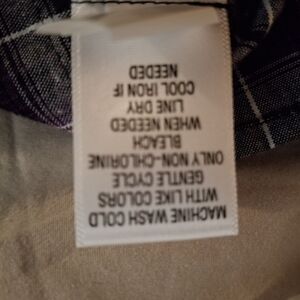 MACHINE WASH COLD
WITH LIKE COLORS
GENTLE CYCLE
ONLY NON-CHLORINE
BLEACH
WHEN NEEDED
LINE DRY
COOL IRON IF
NEEDED